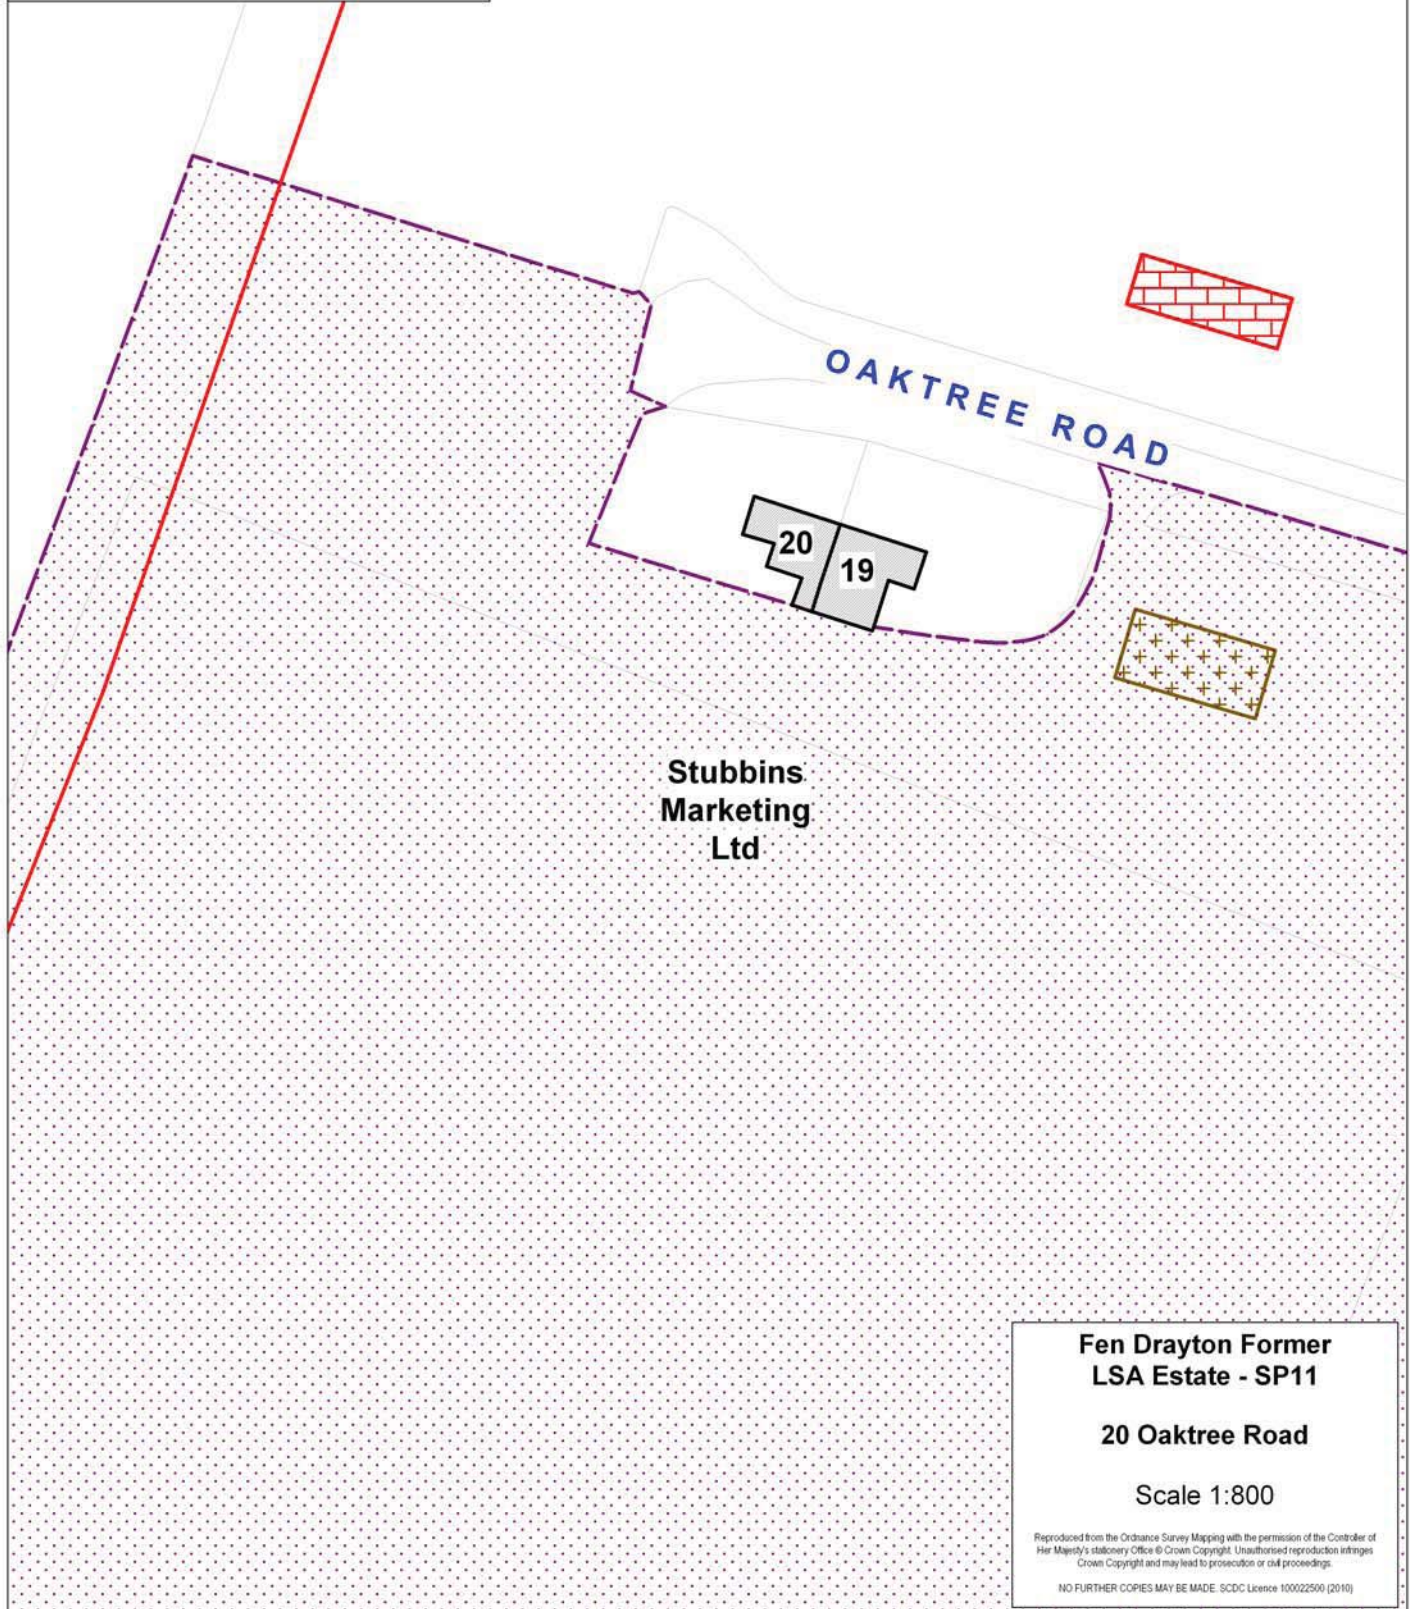 OAKTREE ROAD
20
19
Stubbins
Marketing
Ltd
Fen Drayton Former
LSA Estate - SP11
20 Oaktree Road
Scale 1:800
Reproduced from the Ordnance Survey Mapping with the permission of the Controller of
Her Majesty's stationery Office © Crown Copyright. Unauthorised reproduction infringes
Crown Copyright and may lead to prosecution or civil proceedings.
NO FURTHER COPIES MAY BE MADE. SCDC Licence 100022500 (2010)